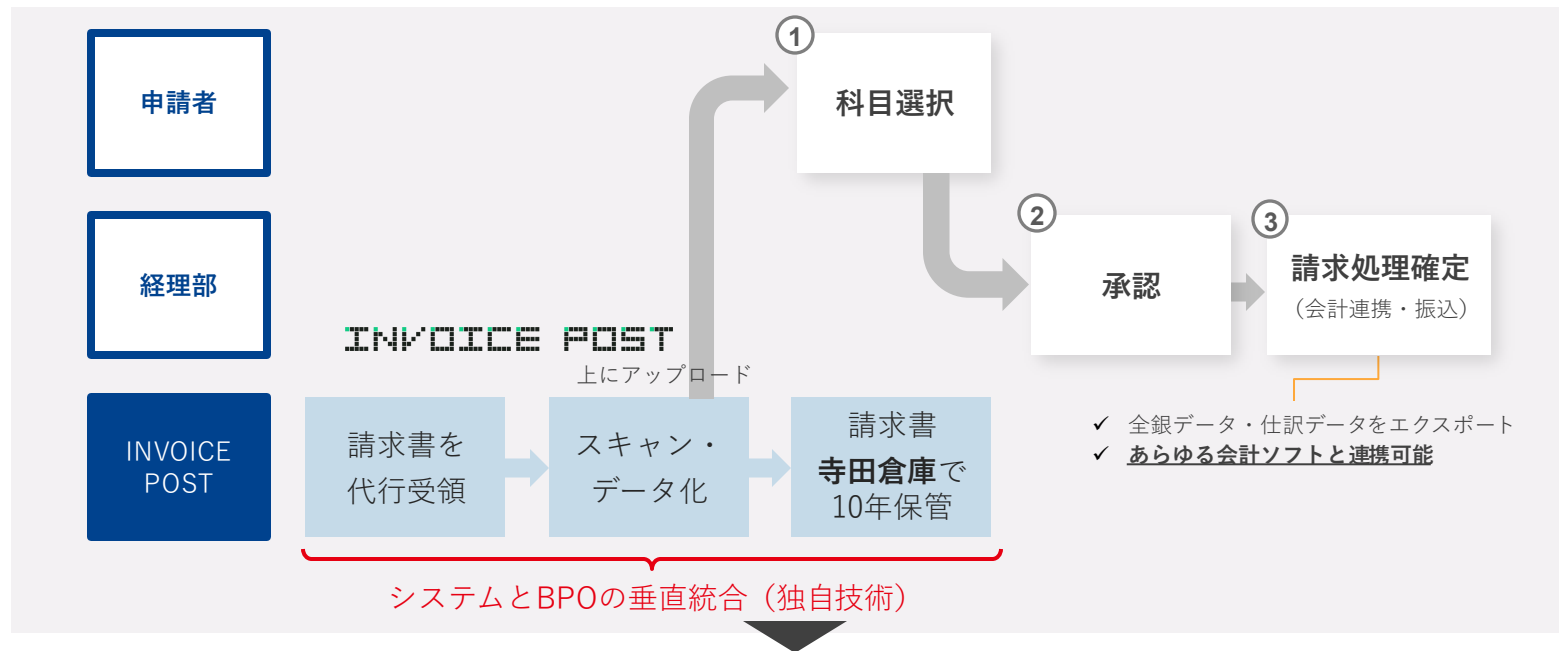 申請者
①
科目選択
経理部
②
承認
③
請求処理確定
（会計連携・振込）
INVOICE POST
上にアップロード
INVOICE
POST
請求書を
代行受領
スキャン・
データ化
請求書
寺田倉庫で
10年保管
✓ 全銀データ・仕訳データをエクスポート
✓ あらゆる会計ソフトと連携可能
システムとBPOの垂直統合（独自技術）